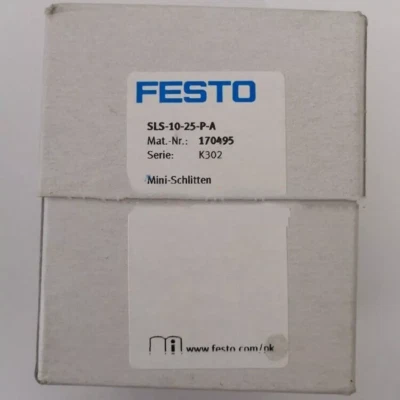 FESTO
SLS-10-25-P-A
Mat.-Nr.: 170495
Serie: K302
Mini-Schlitten
www.festo.com/pk